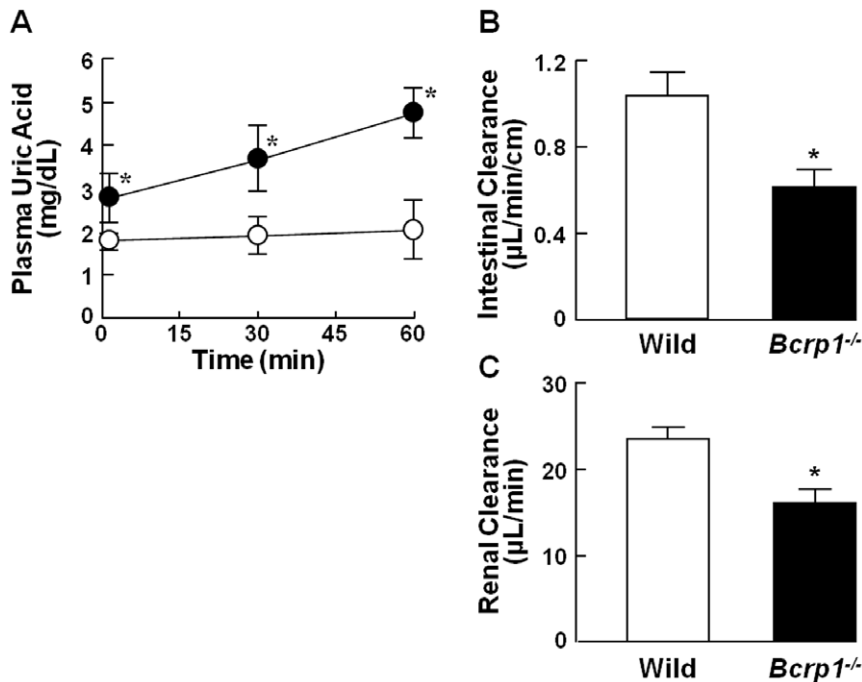 A
Plasma Uric Acid
(mg/dL)
6
5
4
3
2
1
0
*
*
*
0 15 30 45 60
Time (min)
B
Intestinal Clearance
(µL/min/cm)
1.2
0.8
0.4
0
*
Wild Bcrp1-/-
C
Renal Clearance
(µL/min)
30
20
10
0
*
Wild Bcrp1-/-